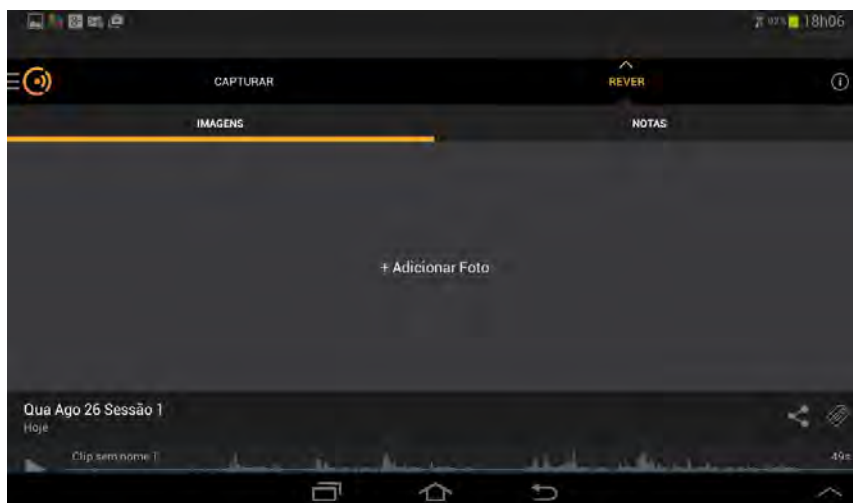 18h06
CAPTURAR REVER
IMAGENS NOTAS
+ Adicionar Foto
Qua Ago 26 Sessão 1
Hoje
Clip sem nome 1
49s